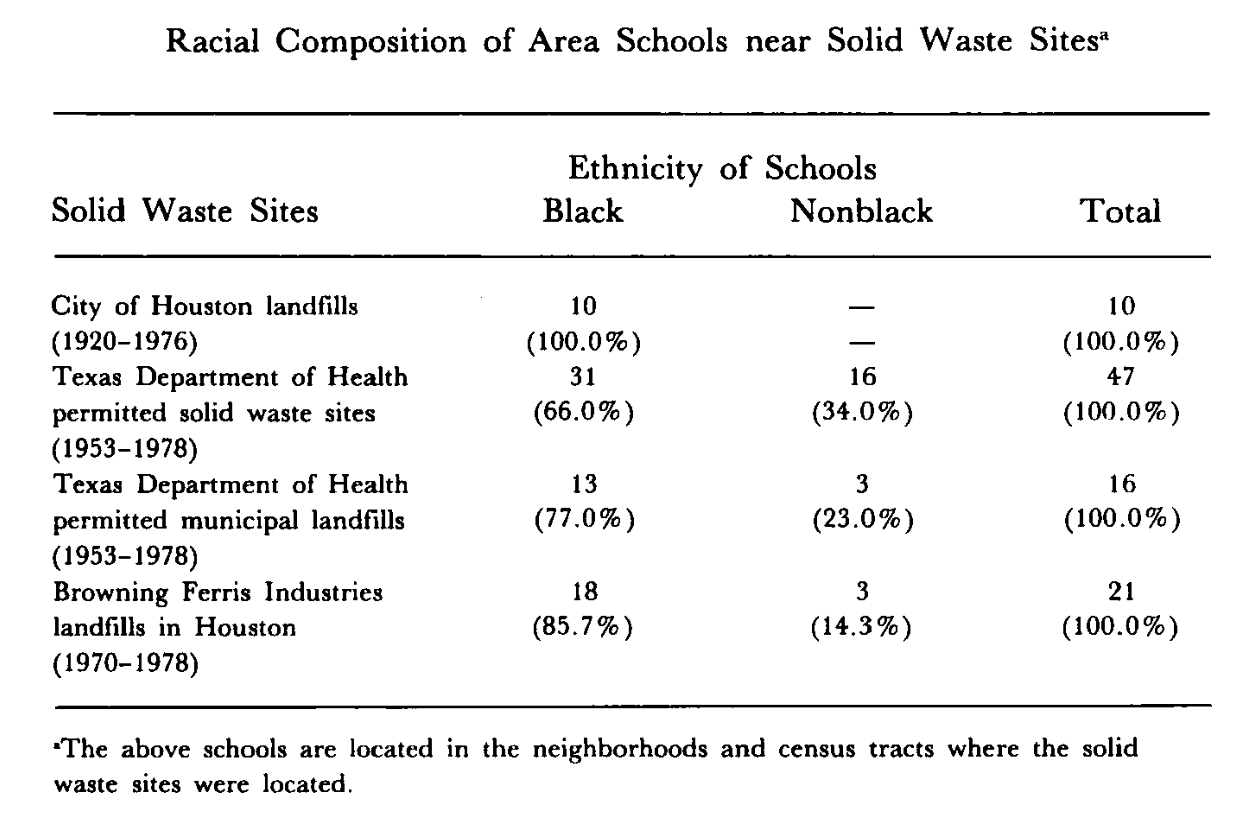 Racial Composition of Area Schools near Solid Waste Sitesᵃ
Ethnicity of Schools
Solid Waste Sites Black Nonblack Total
City of Houston landfills 10 — 10
(1920–1976) (100.0%) — (100.0%)
Texas Department of Health 31 16 47
permitted solid waste sites (66.0%) (34.0%) (100.0%)
(1953–1978)
Texas Department of Health 13 3 16
permitted municipal landfills (77.0%) (23.0%) (100.0%)
(1953–1978)
Browning Ferris Industries 18 3 21
landfills in Houston (85.7%) (14.3%) (100.0%)
(1970–1978)
ᵃThe above schools are located in the neighborhoods and census tracts where the solid
waste sites were located.